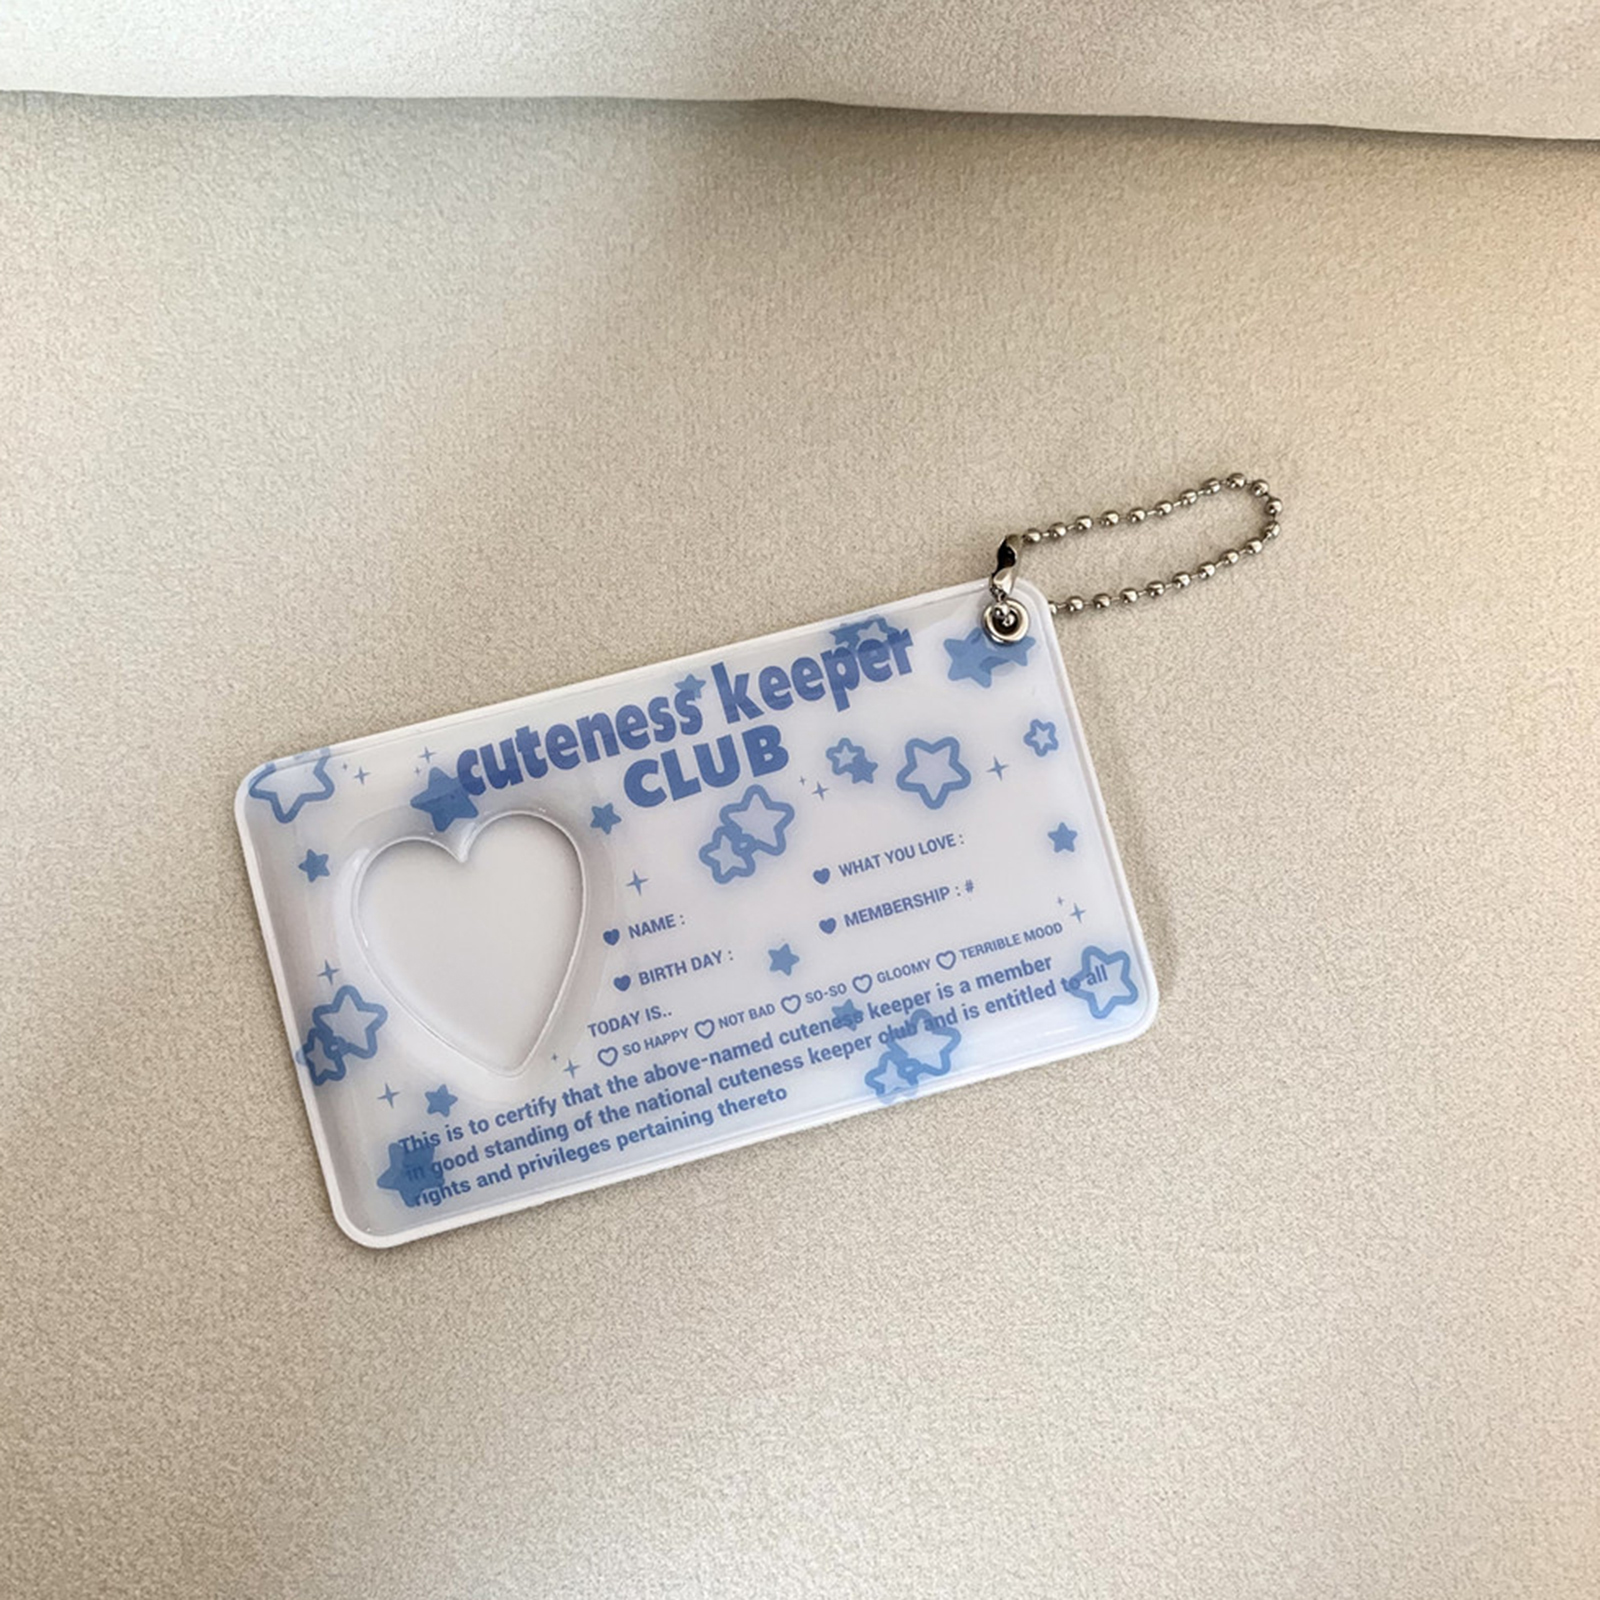 cuteness keeper
CLUB
WHAT YOU LOVE :
NAME :
MEMBERSHIP : #
BIRTH DAY :
TODAY IS..
SO HAPPY NOT BAD SO-SO GLOOMY TERRIBLE MOOD
This is to certify that the above-named cuteness keeper is a member
in good standing of the national cuteness keeper club and is entitled to all
rights and privileges pertaining thereto